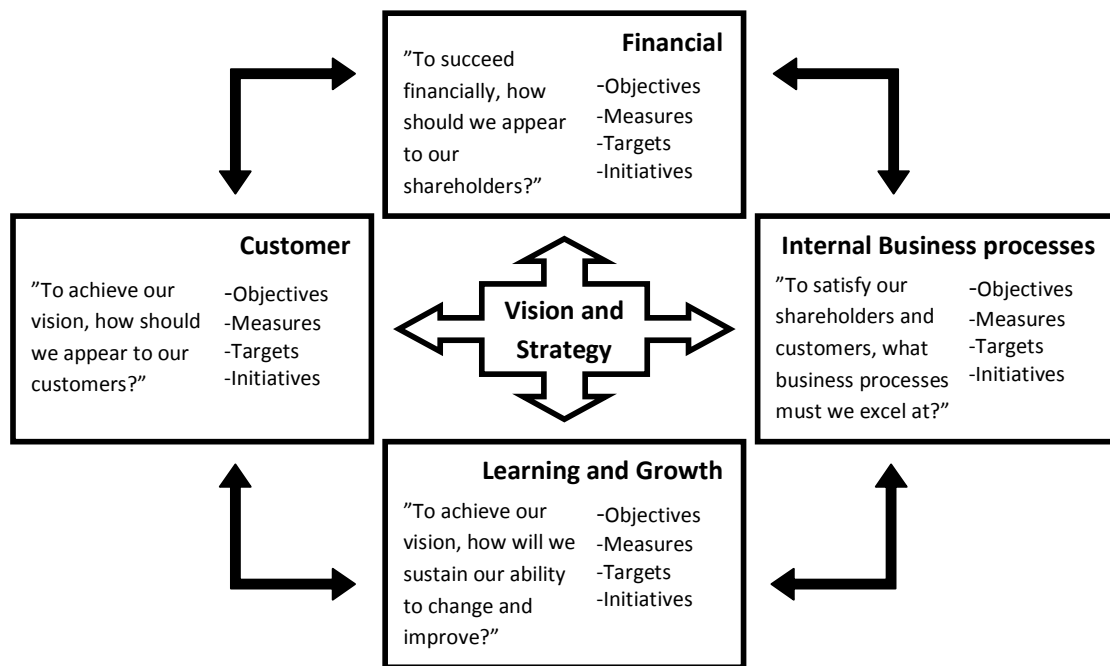 Financial
”To succeed
financially, how
should we appear
to our
shareholders?”
-Objectives
-Measures
-Targets
-Initiatives
Customer
”To achieve our
vision, how should
we appear to our
customers?”
-Objectives
-Measures
-Targets
-Initiatives
Vision and
Strategy
Internal Business processes
”To satisfy our
shareholders and
customers, what
business processes
must we excel at?”
-Objectives
-Measures
-Targets
-Initiatives
Learning and Growth
”To achieve our
vision, how will we
sustain our ability
to change and
improve?”
-Objectives
-Measures
-Targets
-Initiatives